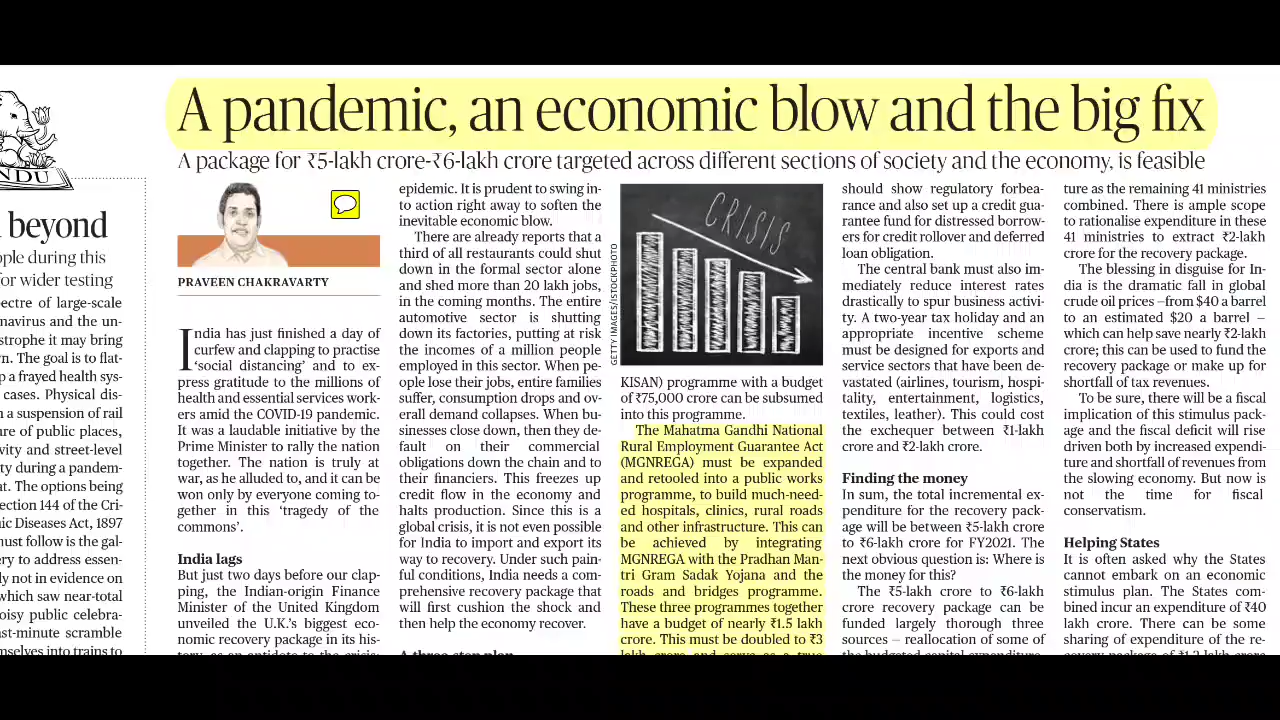 A pandemic, an economic blow and the big fix
A package for ₹5-lakh crore-₹6-lakh crore targeted across different sections of society and the economy, is feasible
NDU
beyond
ople during this
for wider testing
pectre of large-scale
navirus and the un-
strophe it may bring
n. The goal is to flat-
p a frayed health sys-
cases. Physical dis-
a suspension of rail
ure of public places,
vity and street-level
ty during a pandem-
at. The options being
ection 144 of the Cri-
ic Diseases Act, 1897
must follow is the gal-
ery to address essen-
ly not in evidence on
which saw near-total
oisy public celebra-
ast-minute scramble
mselves into trains to
PRAVEEN CHAKRAVARTY
India has just finished a day of
curfew and clapping to practise
'social distancing' and to ex-
press gratitude to the millions of
health and essential services work-
ers amid the COVID-19 pandemic.
It was a laudable initiative by the
Prime Minister to rally the nation
together. The nation is truly at
war, as he alluded to, and it can be
won only by everyone coming to-
gether in this 'tragedy of the
commons'.
India lags
But just two days before our clap-
ping, the Indian-origin Finance
Minister of the United Kingdom
unveiled the U.K.'s biggest eco-
nomic recovery package in its his-
tory, as an antidote to the crisis:
epidemic. It is prudent to swing in-
to action right away to soften the
inevitable economic blow.
There are already reports that a
third of all restaurants could shut
down in the formal sector alone
and shed more than 20 lakh jobs,
in the coming months. The entire
automotive sector is shutting
down its factories, putting at risk
the incomes of a million people
employed in this sector. When peo-
ple lose their jobs, entire families
suffer, consumption drops and ov-
erall demand collapses. When bu-
sinesses close down, then they de-
fault on their commercial
obligations down the chain and to
their financiers. This freezes up
credit flow in the economy and
halts production. Since this is a
global crisis, it is not even possible
for India to import and export its
way to recovery. Under such pain-
ful conditions, India needs a com-
prehensive recovery package that
will first cushion the shock and
then help the economy recover.
A three step plan
CRISIS
GETTY IMAGES/ISTOCKPHOTO
KISAN) programme with a budget
of ₹75,000 crore can be subsumed
into this programme.
The Mahatma Gandhi National
Rural Employment Guarantee Act
(MGNREGA) must be expanded
and retooled into a public works
programme, to build much-need-
ed hospitals, clinics, rural roads
and other infrastructure. This can
be achieved by integrating
MGNREGA with the Pradhan Man-
tri Gram Sadak Yojana and the
roads and bridges programme.
These three programmes together
have a budget of nearly ₹1.5 lakh
crore. This must be doubled to ₹3
lakh crore and serve as a true
should show regulatory forbea-
rance and also set up a credit gua-
rantee fund for distressed borrow-
ers for credit rollover and deferred
loan obligation.
The central bank must also im-
mediately reduce interest rates
drastically to spur business activi-
ty. A two-year tax holiday and an
appropriate incentive scheme
must be designed for exports and
service sectors that have been de-
vastated (airlines, tourism, hospi-
tality, entertainment, logistics,
textiles, leather). This could cost
the exchequer between ₹1-lakh
crore and ₹2-lakh crore.
Finding the money
In sum, the total incremental ex-
penditure for the recovery pack-
age will be between ₹5-lakh crore
to ₹6-lakh crore for FY2021. The
next obvious question is: Where is
the money for this?
The ₹5-lakh crore to ₹6-lakh
crore recovery package can be
funded largely thorough three
sources – reallocation of some of
the budgeted capital expenditure,
ture as the remaining 41 ministries
combined. There is ample scope
to rationalise expenditure in these
41 ministries to extract ₹2-lakh
crore for the recovery package.
The blessing in disguise for In-
dia is the dramatic fall in global
crude oil prices –from $40 a barrel
to an estimated $20 a barrel –
which can help save nearly ₹2-lakh
crore; this can be used to fund the
recovery package or make up for
shortfall of tax revenues.
To be sure, there will be a fiscal
implication of this stimulus pack-
age and the fiscal deficit will rise
driven both by increased expendi-
ture and shortfall of revenues from
the slowing economy. But now is
not the time for fiscal
conservatism.
Helping States
It is often asked why the States
cannot embark on an economic
stimulus plan. The States com-
bined incur an expenditure of ₹40
lakh crore. There can be some
sharing of expenditure of the re-
covery package of ₹1.2 lakh crore